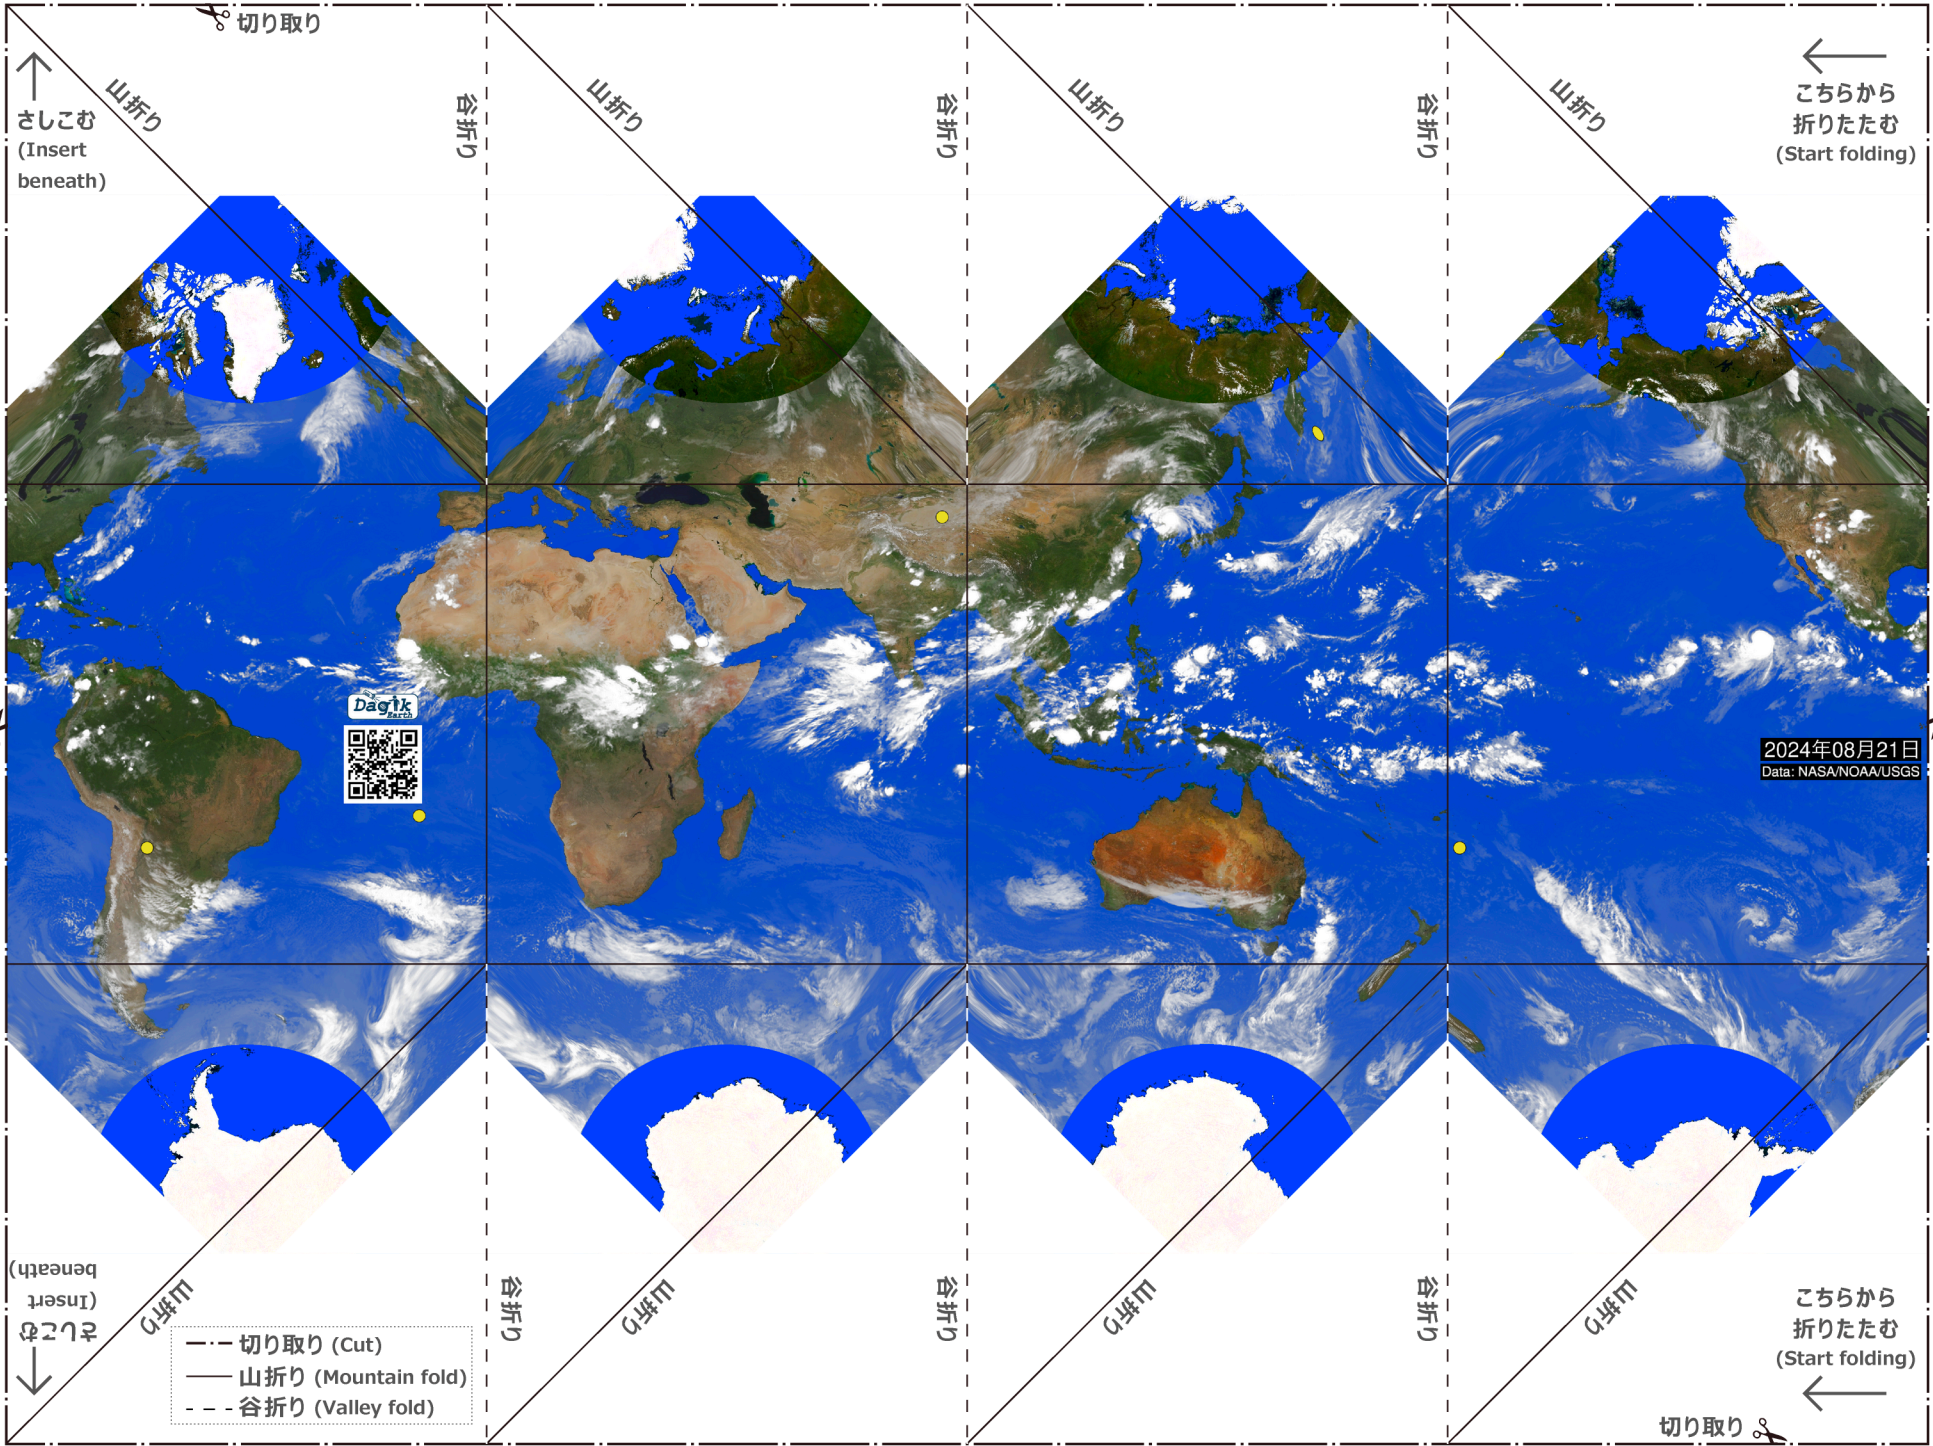 切り取り
さしこむ
(Insert
beneath)
山折り
谷折り
山折り
谷折り
山折り
谷折り
山折り
こちらから
折りたたむ
(Start folding)
Dagik
Earth
2024年08月21日
Data: NASA/NOAA/USGS
さしこむ
(Insert
beneath)
山折り
谷折り
山折り
谷折り
山折り
谷折り
山折り
こちらから
折りたたむ
(Start folding)
切り取り (Cut)
山折り (Mountain fold)
谷折り (Valley fold)
切り取り